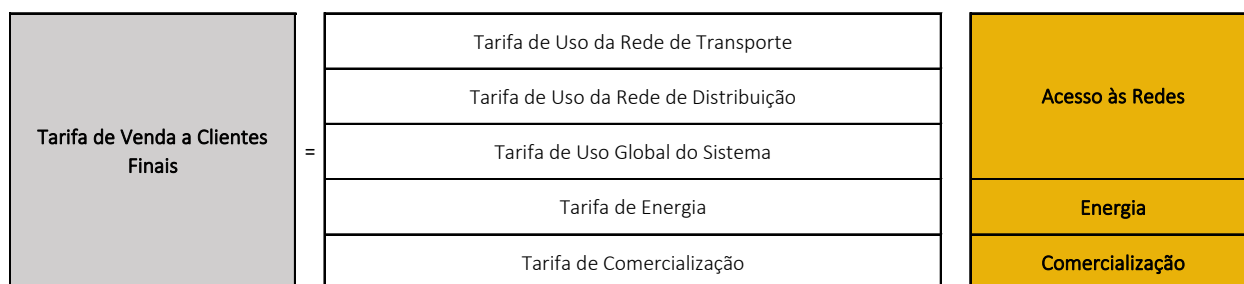 Tarifa de Venda a Clientes
Finais
=
Tarifa de Uso da Rede de Transporte
Tarifa de Uso da Rede de Distribuição
Tarifa de Uso Global do Sistema
Tarifa de Energia
Tarifa de Comercialização
Acesso às Redes
Energia
Comercialização